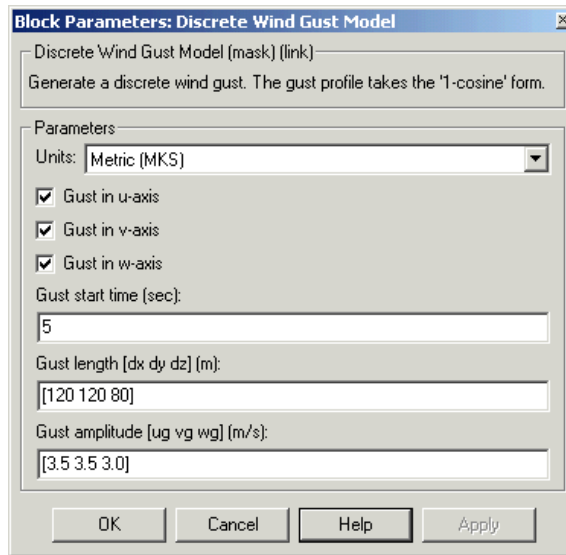 Block Parameters: Discrete Wind Gust Model
Discrete Wind Gust Model (mask) (link)
Generate a discrete wind gust. The gust profile takes the '1-cosine' form.
Parameters
Units: Metric (MKS)
Gust in u-axis
Gust in v-axis
Gust in w-axis
Gust start time (sec):
5
Gust length [dx dy dz] (m):
[120 120 80]
Gust amplitude [ug vg wg] (m/s):
[3.5 3.5 3.0]
OK Cancel Help Apply